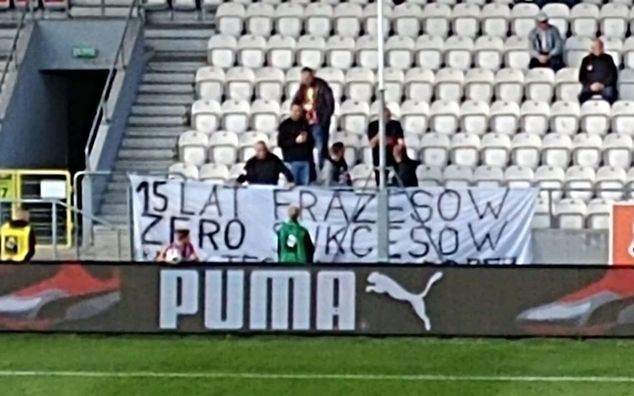 15 LAT FRAZESÓW
ZERO SUKCESÓW
PUMA